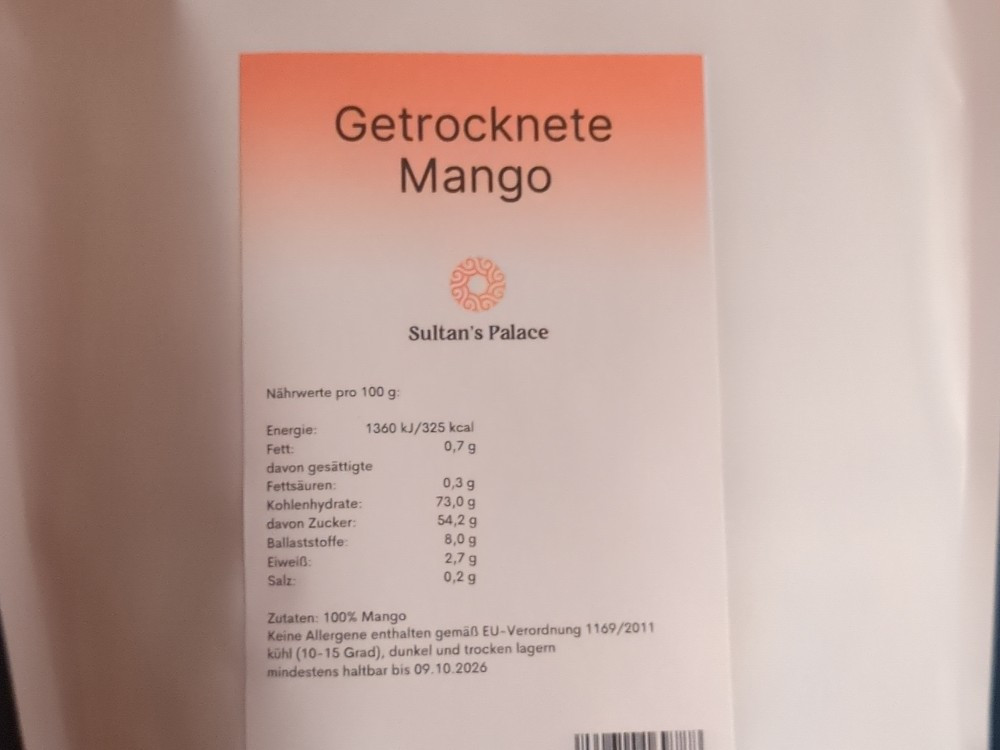 Getrocknete
Mango
Sultan's Palace
Nährwerte pro 100 g:
Energie: 1360 kJ/325 kcal
Fett: 0,7 g
davon gesättigte
Fettsäuren: 0,3 g
Kohlenhydrate: 73,0 g
davon Zucker: 54,2 g
Ballaststoffe: 8,0 g
Eiweiß: 2,7 g
Salz: 0,2 g
Zutaten: 100% Mango
Keine Allergene enthalten gemäß EU-Verordnung 1169/2011
kühl (10-15 Grad), dunkel und trocken lagern
mindestens haltbar bis 09.10.2026